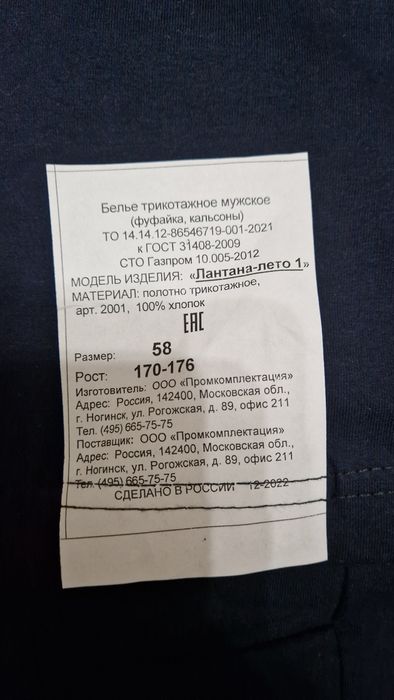 Белье трикотажное мужское
(фуфайка, кальсоны)
ТО 14.14.12-86546719-001-2021
к ГОСТ 31408-2009
СТО Газпром 10.005-2012
МОДЕЛЬ ИЗДЕЛИЯ: «Лантана-лето 1»
МАТЕРИАЛ: полотно трикотажное,
арт. 2001, 100% хлопок
EAC
Размер: 58
Рост: 170-176
Изготовитель: ООО «Промкомплектация»
Адрес: Россия, 142400, Московская обл.,
г. Ногинск, ул. Рогожская, д. 89, офис 211
Тел. (495) 665-75-75
Поставщик: ООО «Промкомплектация»
Адрес: Россия, 142400, Московская обл.,
г. Ногинск, ул. Рогожская, д. 89, офис 211
Тел. (495) 665-75-75
СДЕЛАНО В РОССИИ 12-2022